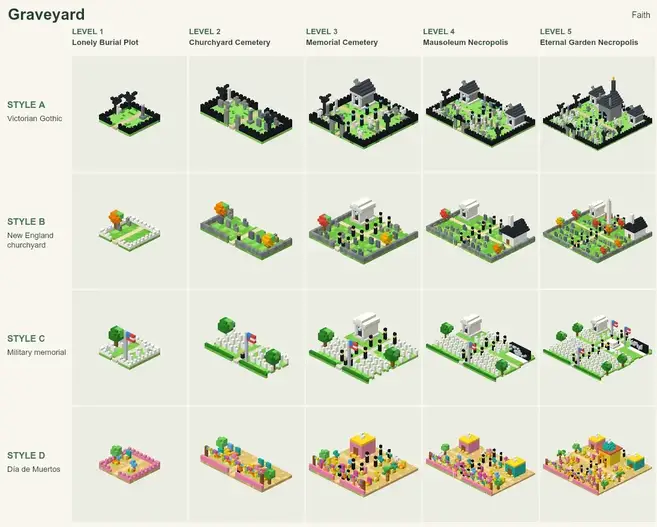 Graveyard
Faith
LEVEL 1
Lonely Burial Plot
LEVEL 2
Churchyard Cemetery
LEVEL 3
Memorial Cemetery
LEVEL 4
Mausoleum Necropolis
LEVEL 5
Eternal Garden Necropolis
STYLE A
Victorian Gothic
STYLE B
New England
churchyard
STYLE C
Military memorial
STYLE D
Día de Muertos